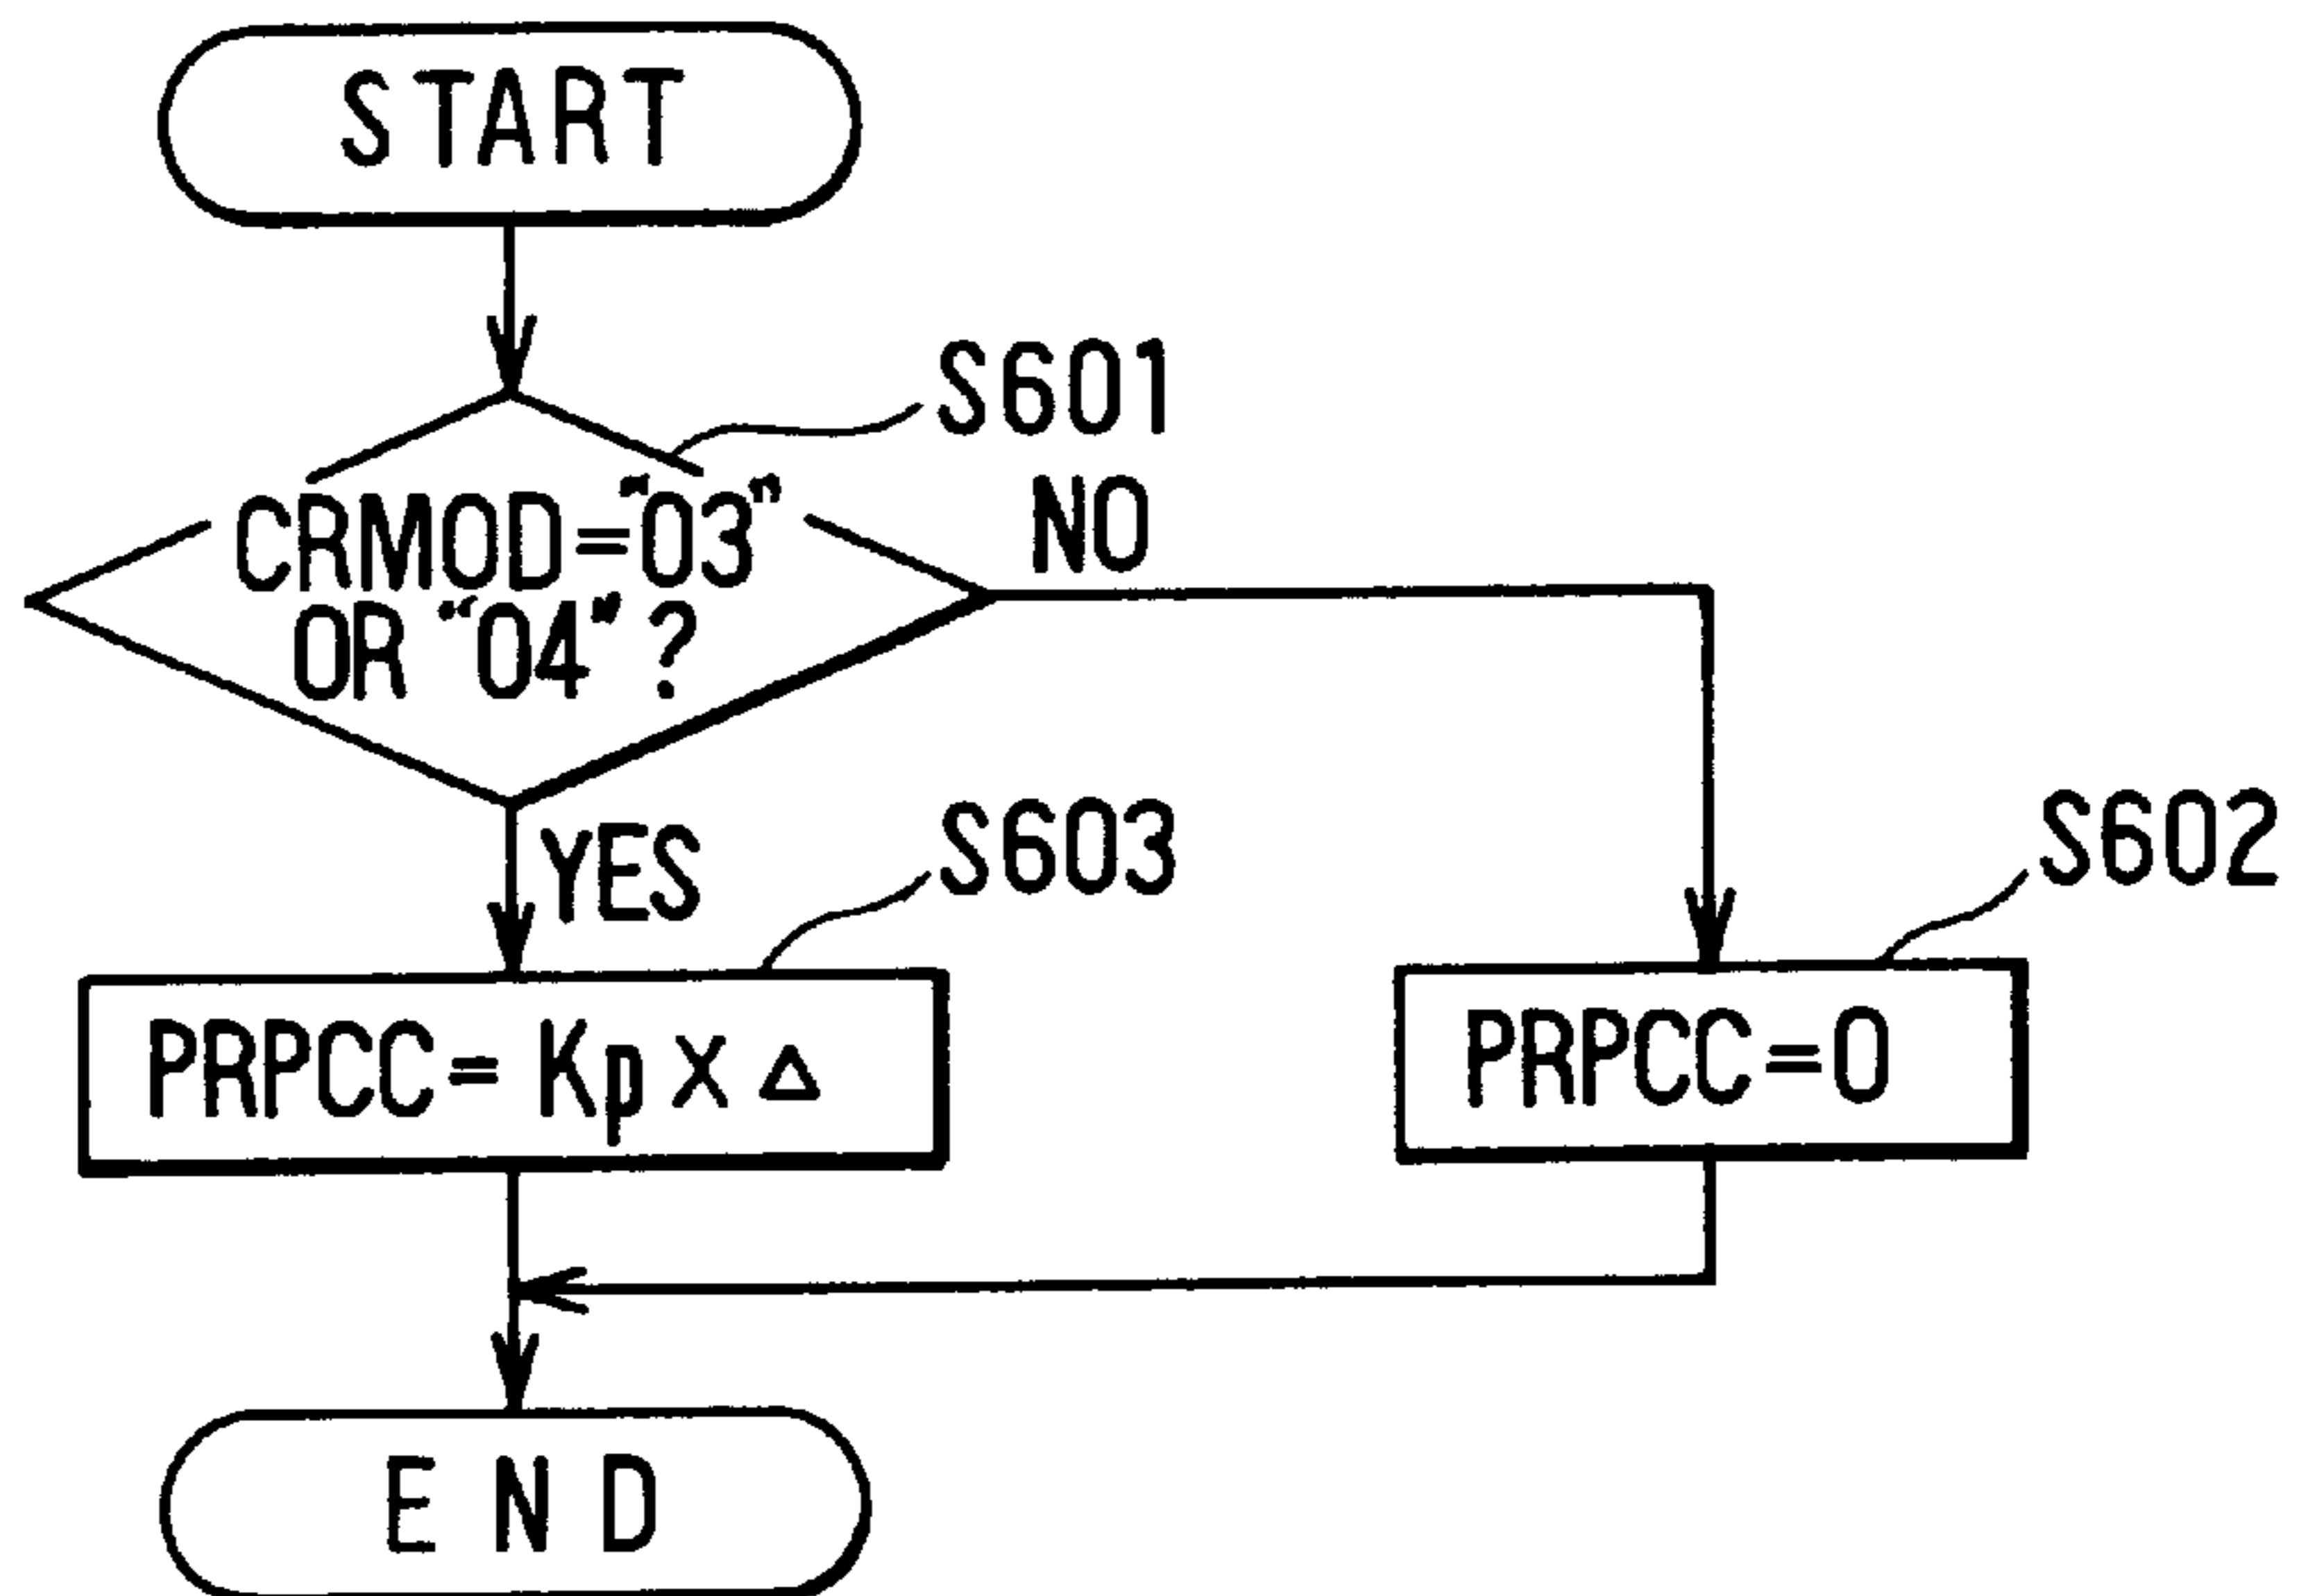 START
S601
CRMOD="03"
OR "04"?
NO
YES
S603
S602
PRPCC=Kp X △
PRPCC=0
END